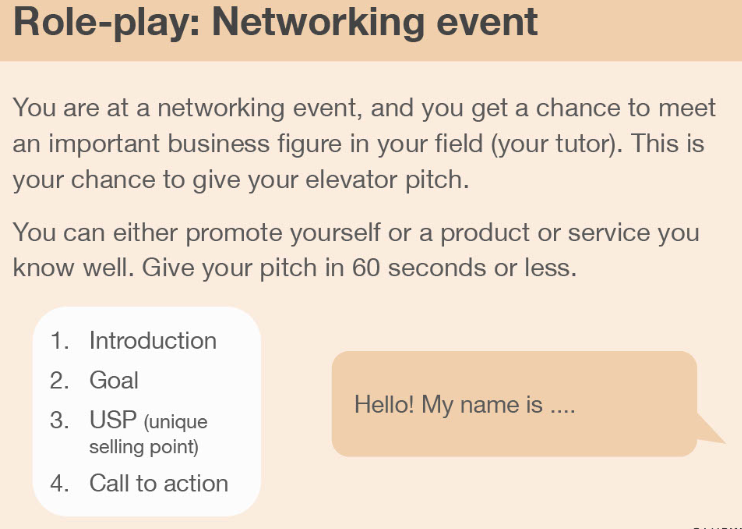 Role-play: Networking event
You are at a networking event, and you get a chance to meet
an important business figure in your field (your tutor). This is
your chance to give your elevator pitch.
You can either promote yourself or a product or service you
know well. Give your pitch in 60 seconds or less.
1. Introduction
2. Goal
3. USP (unique
selling point)
4. Call to action
Hello! My name is ....